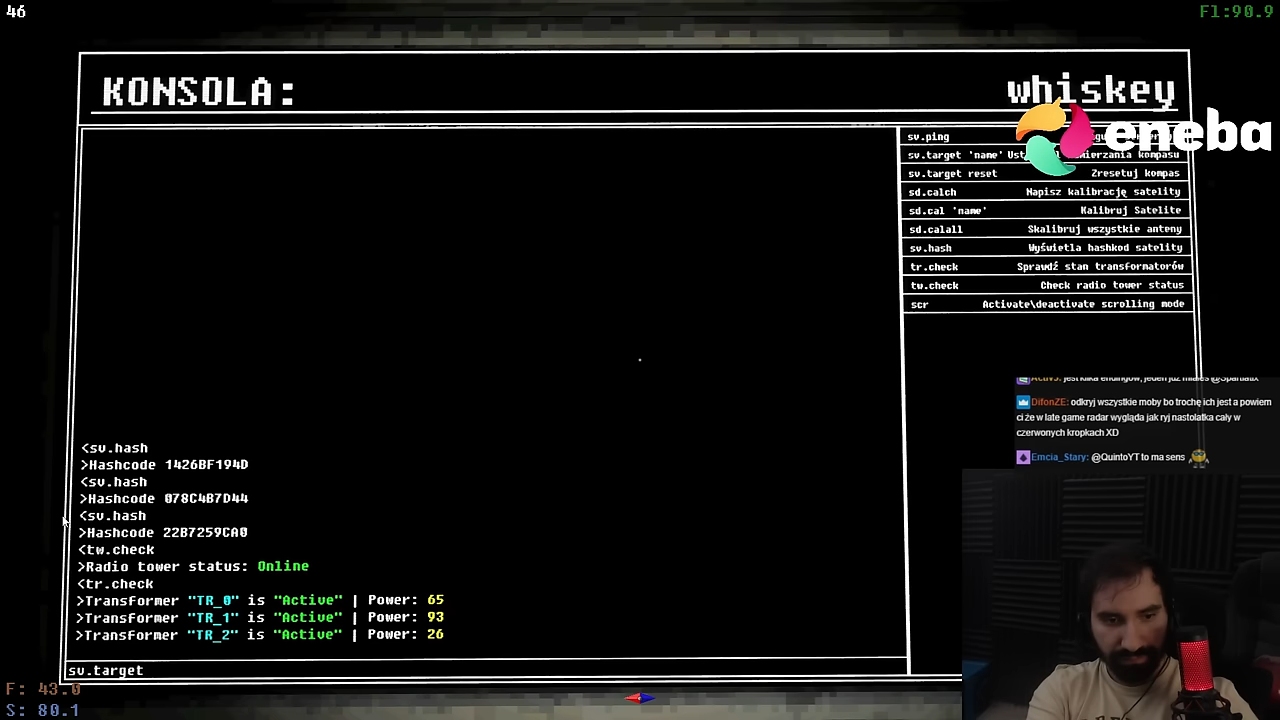 46
Fl:90.9
KONSOLA:
whiskey
eneba
sv.ping
sv.target 'name' kompasu
sv.target reset Zresetuj kompas
sd.calch Napisz kalibrację satelity
sd.cal 'name' Kalibruj Satelite
sd.calall Skalibruj wszystkie anteny
sv.hash Wyświetla hashkod satelity
tr.check Sprawdź stan transformatorów
tw.check Check radio tower status
scr Activate\deactivate scrolling mode
DifonZE: odkryj wszystkie moby bo trochę ich jest a powiem
ci że w late game radar wygląda jak ryj nastolatka cały w
czerwonych kropkach XD
Emcia_Stary: @QuintoYT to ma sens
<sv.hash
>Hashcode 1426BF194D
<sv.hash
>Hashcode 078C4B7D44
<sv.hash
>Hashcode 22B7259CA0
<tw.check
>Radio tower status: Online
<tr.check
>Transformer "TR_0" is "Active" | Power: 65
>Transformer "TR_1" is "Active" | Power: 93
>Transformer "TR_2" is "Active" | Power: 26
sv.target
F: 43.0
S: 80.1